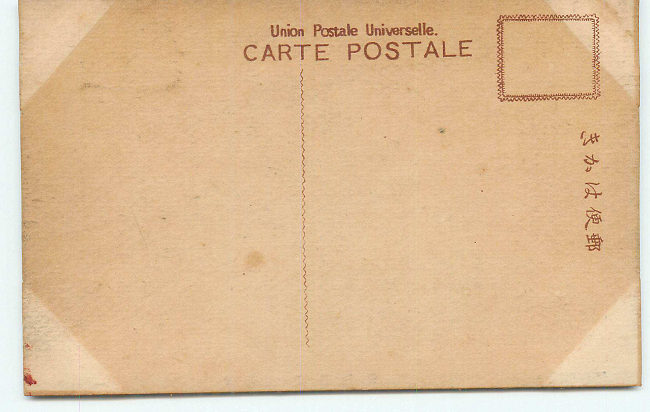 Union Postale Universelle.
CARTE POSTALE
郵便はかき